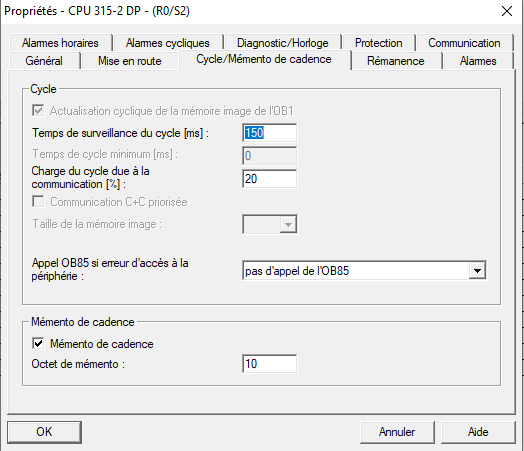 Propriétés - CPU 315-2 DP - (R0/S2)
Alarmes horaires
Alarmes cycliques
Diagnostic/Horloge
Protection
Communication
Général
Mise en route
Cycle/Mémento de cadence
Rémanence
Alarmes
Cycle
Actualisation cyclique de la mémoire image de l'OB1
Temps de surveillance du cycle [ms] :
150
Temps de cycle minimum [ms] :
0
Charge du cycle due à la
communication [%] :
20
Communication C+C priorisée
Taille de la mémoire image :
Appel OB85 si erreur d'accès à la
périphérie :
pas d'appel de l'OB85
Mémento de cadence
Mémento de cadence
Octet de mémento :
10
OK
Annuler
Aide